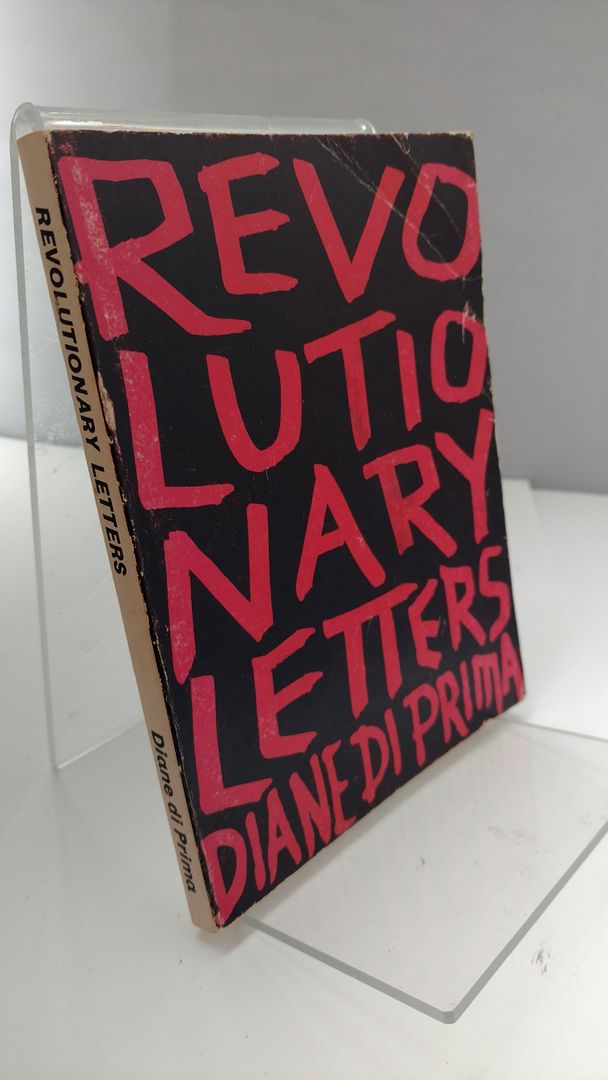 REVOLUTIONARY LETTERS
Diane di Prima
REVO
LUTIO
NARY
LETTERS
DIANE DI PRIMA